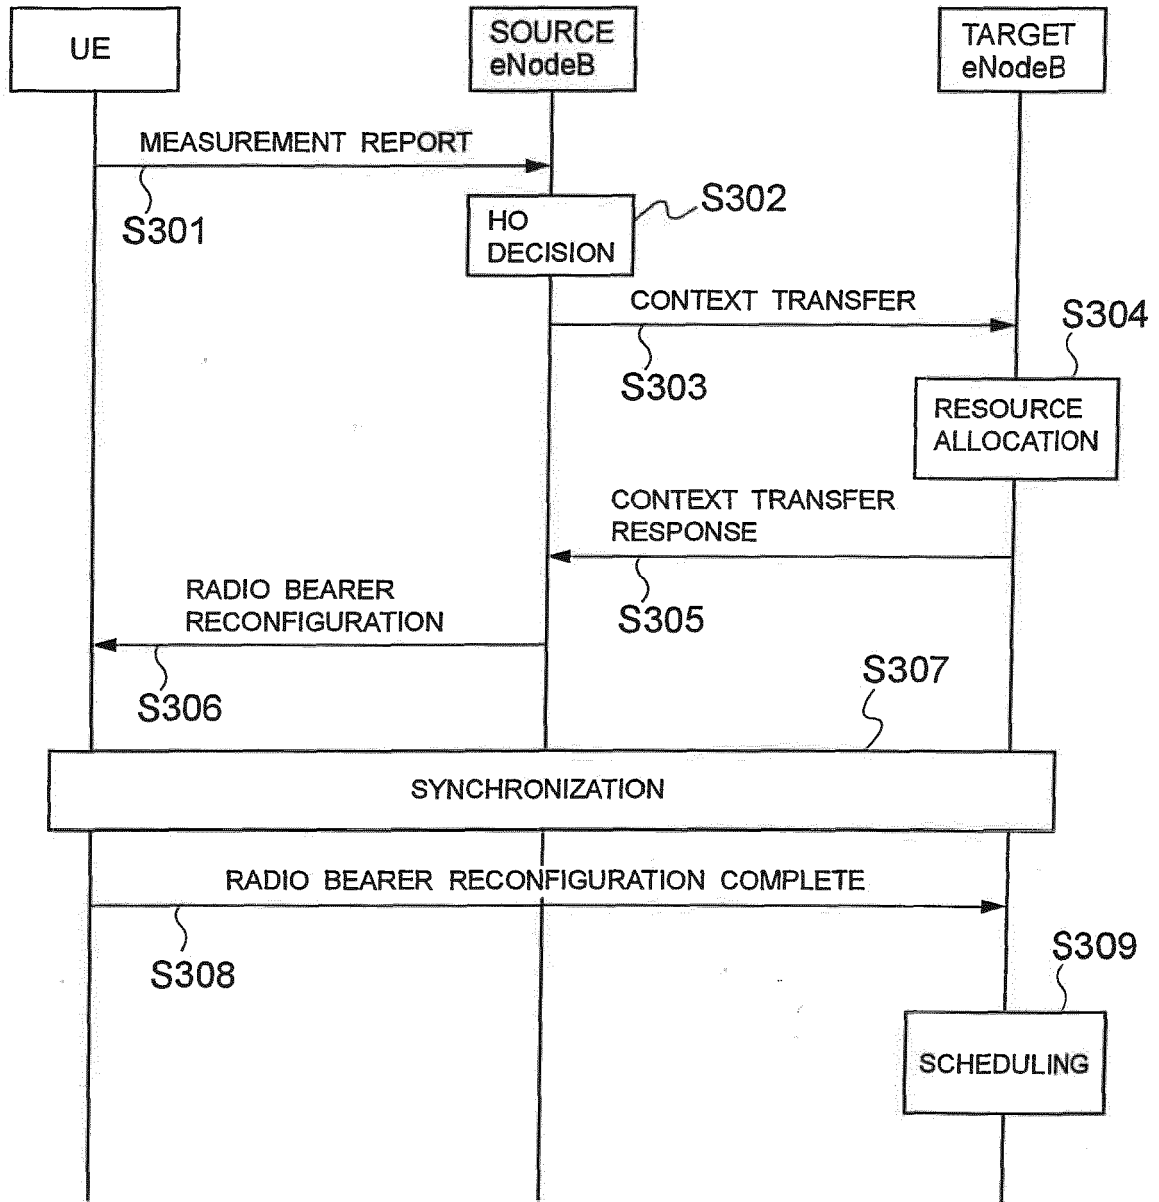 UE
SOURCE
eNodeB
TARGET
eNodeB
MEASUREMENT REPORT
S301
HO
DECISION
S302
CONTEXT TRANSFER
S303
S304
RESOURCE
ALLOCATION
CONTEXT TRANSFER
RESPONSE
S305
RADIO BEARER
RECONFIGURATION
S306
S307
SYNCHRONIZATION
RADIO BEARER RECONFIGURATION COMPLETE
S308
S309
SCHEDULING